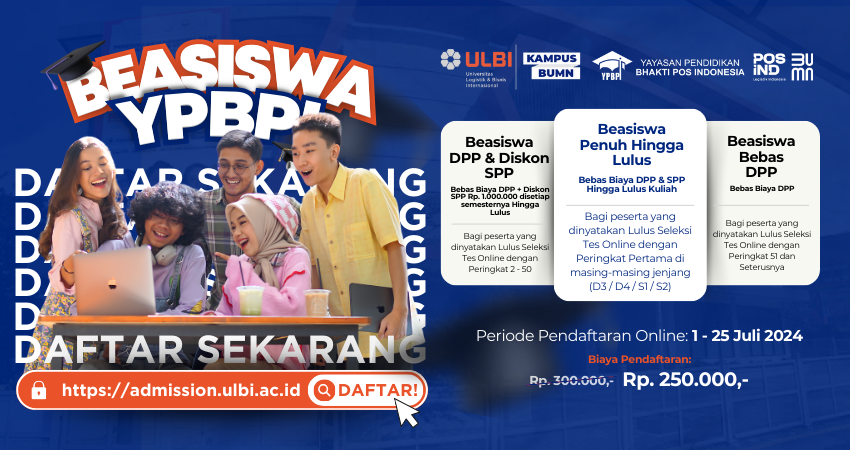 BEASISWA
YPBPI
DAFTAR SEKARANG
DAFTAR SEKARANG
https://admission.ulbi.ac.id
DAFTAR!
ULBI
Universitas
Logistik & Bisnis
Internasional
KAMPUS
BUMN
YPBPI
YAYASAN PENDIDIKAN
BHAKTI POS INDONESIA
POS
IND
Logistik Indonesia
BUMN
Beasiswa
DPP & Diskon
SPP
Bebas Biaya DPP + Diskon
SPP Rp. 1.000.000 disetiap
semesternya Hingga
Lulus
Bagi peserta yang
dinyatakan Lulus Seleksi
Tes Online dengan
Peringkat 2 - 50
Beasiswa
Penuh Hingga
Lulus
Bebas Biaya DPP & SPP
Hingga Lulus Kuliah
Bagi peserta yang
dinyatakan Lulus Seleksi
Tes Online dengan
Peringkat Pertama di
masing-masing jenjang
(D3 / D4 / S1 / S2)
Beasiswa
Bebas
DPP
Bebas Biaya DPP
Bagi peserta yang
dinyatakan Lulus Seleksi
Tes Online dengan
Peringkat 51 dan
Seterusnya
Periode Pendaftaran Online: 1 - 25 Juli 2024
Biaya Pendaftaran:
Rp. 300.000,- Rp. 250.000,-